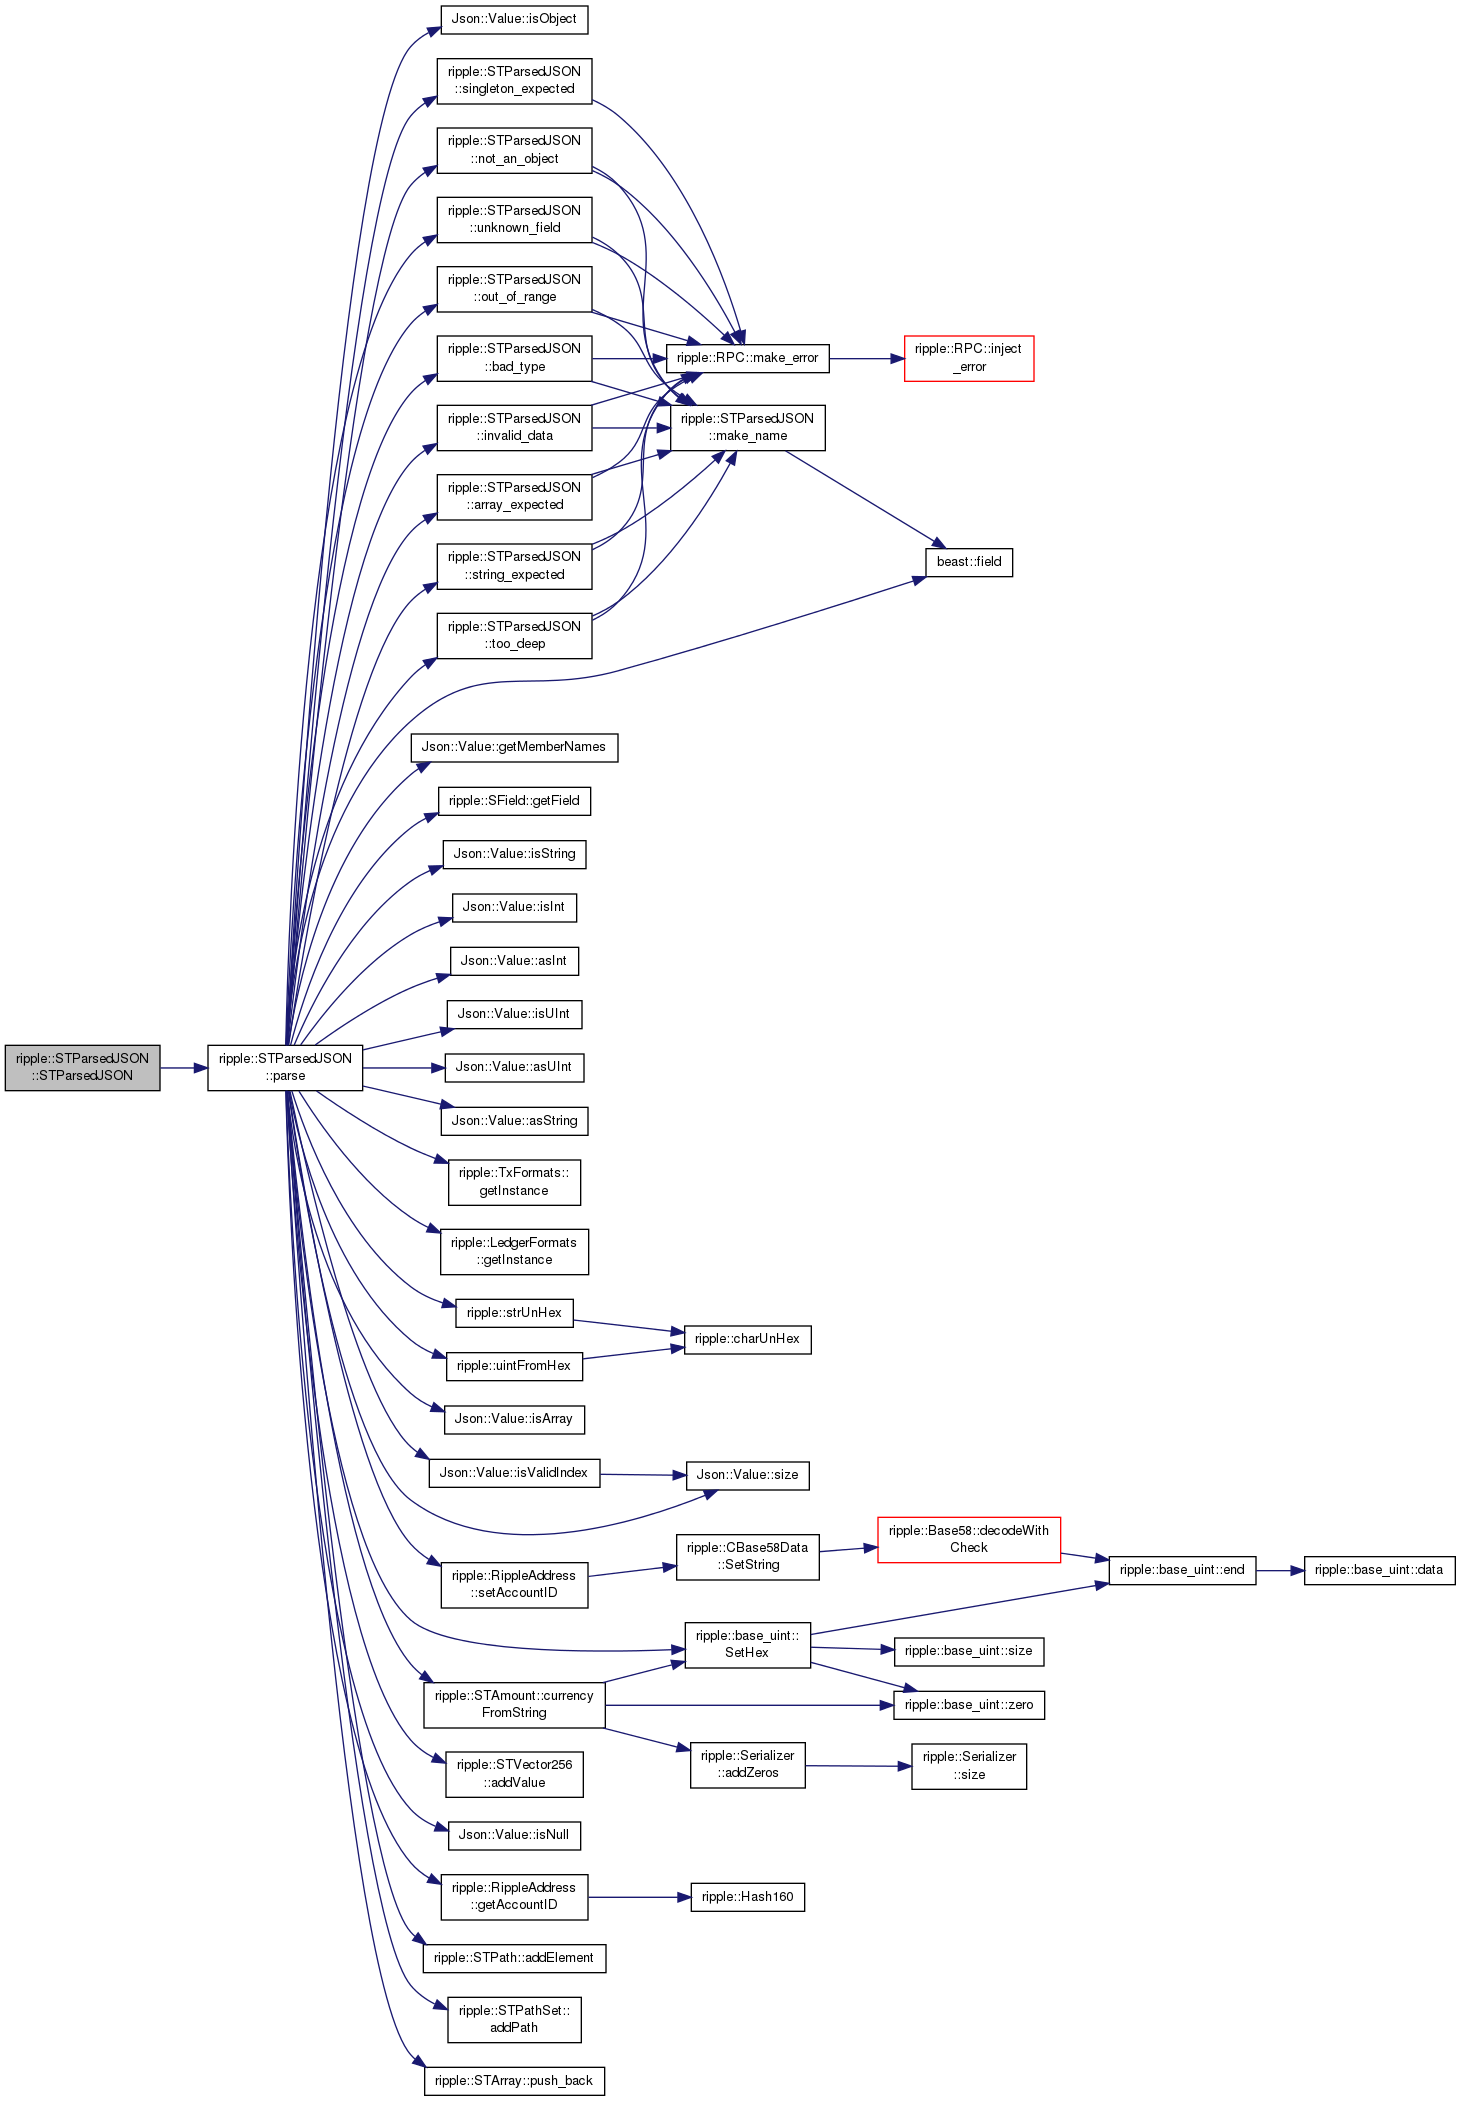 Json::Value::isObject
ripple::STParsedJSON
::singleton_expected
ripple::STParsedJSON
::not_an_object
ripple::STParsedJSON
::unknown_field
ripple::STParsedJSON
::out_of_range
ripple::STParsedJSON
::bad_type
ripple::RPC::make_error
ripple::RPC::inject
_error
ripple::STParsedJSON
::invalid_data
ripple::STParsedJSON
::make_name
ripple::STParsedJSON
::array_expected
ripple::STParsedJSON
::string_expected
beast::field
ripple::STParsedJSON
::too_deep
Json::Value::getMemberNames
ripple::SField::getField
Json::Value::isString
Json::Value::isInt
Json::Value::asInt
Json::Value::isUInt
ripple::STParsedJSON
::STParsedJSON
ripple::STParsedJSON
::parse
Json::Value::asUInt
Json::Value::asString
ripple::TxFormats::
getInstance
ripple::LedgerFormats
::getInstance
ripple::strUnHex
ripple::charUnHex
ripple::uintFromHex
Json::Value::isArray
Json::Value::isValidIndex
Json::Value::size
ripple::RippleAddress
::setAccountID
ripple::CBase58Data
::SetString
ripple::Base58::decodeWith
Check
ripple::base_uint::end
ripple::base_uint::data
ripple::base_uint::
SetHex
ripple::base_uint::size
ripple::STAmount::currency
FromString
ripple::base_uint::zero
ripple::Serializer
::addZeros
ripple::Serializer
::size
ripple::STVector256
::addValue
Json::Value::isNull
ripple::RippleAddress
::getAccountID
ripple::Hash160
ripple::STPath::addElement
ripple::STPathSet::
addPath
ripple::STArray::push_back